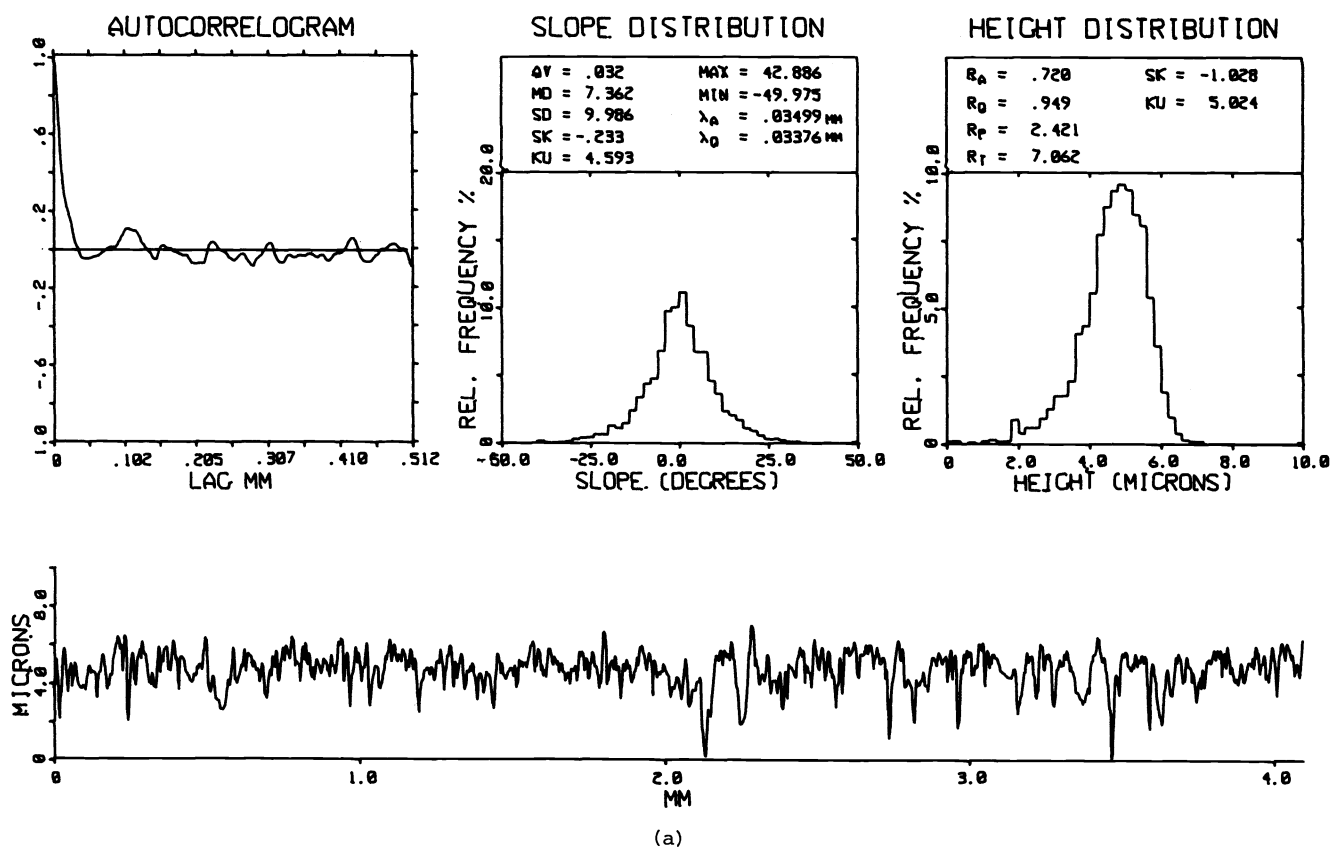 AUTOCORRELOGRAM
1.0
.6
.2
-.2
-.6
1.0
0 .102 .205 .307 .410 .512
LAG MM
SLOPE DISTRIBUTION
ΔV = .032
MD = 7.362
SD = 9.986
SK =-.233
KU = 4.593
MAX = 42.886
MIN =-49.975
λA = .03499 MM
λQ = .03376 MM
REL. FREQUENCY %
20.0
10.0
0
-60.0 -25.0 0.0 25.0 50.0
SLOPE (DEGREES)
HEIGHT DISTRIBUTION
RA = .720
RQ = .949
RP = 2.421
RT = 7.062
SK = -1.028
KU = 5.024
REL. FREQUENCY %
10.0
5.0
0
0 2.0 4.0 6.0 8.0 10.0
HEIGHT (MICRONS)
MICRONS
8.0
4.0
0
0 1.0 2.0 3.0 4.0
MM
(a)